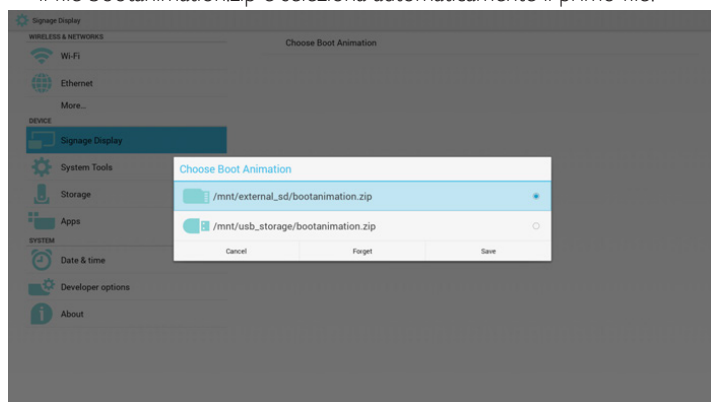 il file bootanimation.zip e seleziona automaticamente il primo file.
Signage Display
WIRELESS & NETWORKS
Choose Boot Animation
Wi-Fi
Ethernet
More...
DEVICE
Signage Display
System Tools
Choose Boot Animation
/mnt/external_sd/bootanimation.zip
Storage
/mnt/usb_storage/bootanimation.zip
Apps
Cancel
Forget
Save
SYSTEM
Date & time
Developer options
About